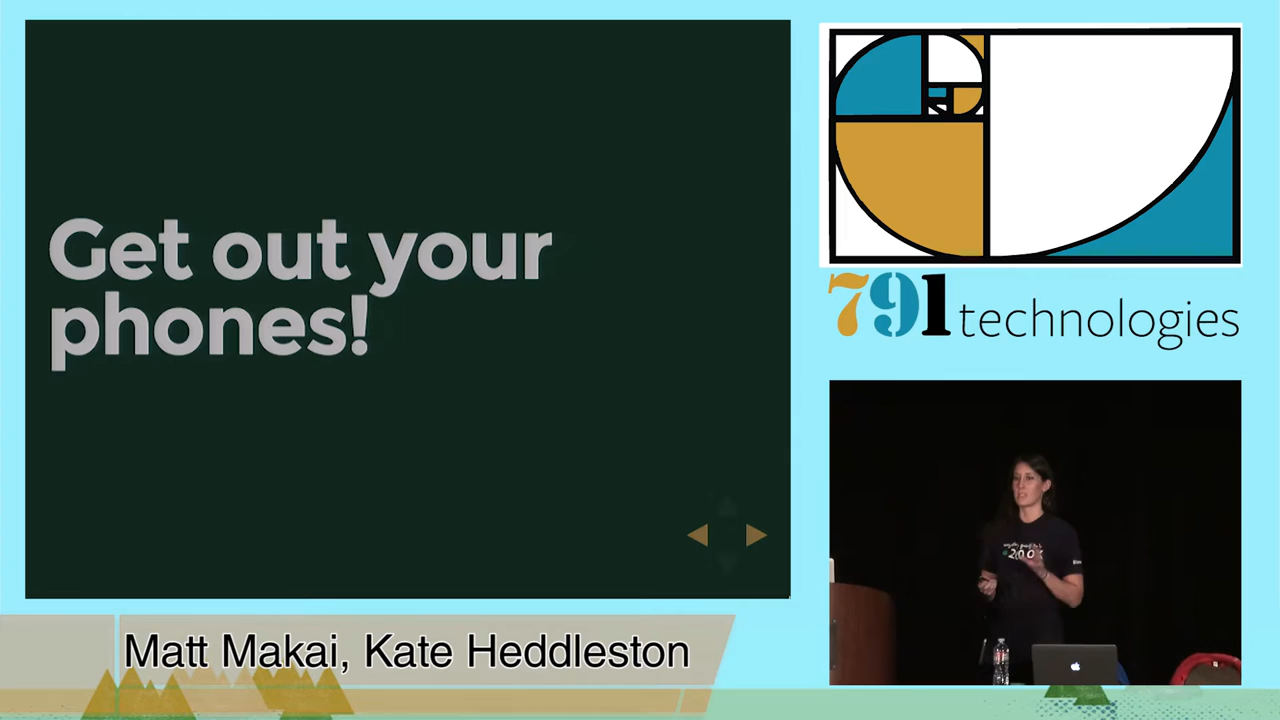 Get out your
phones!
791 technologies
Matt Makai, Kate Heddleston